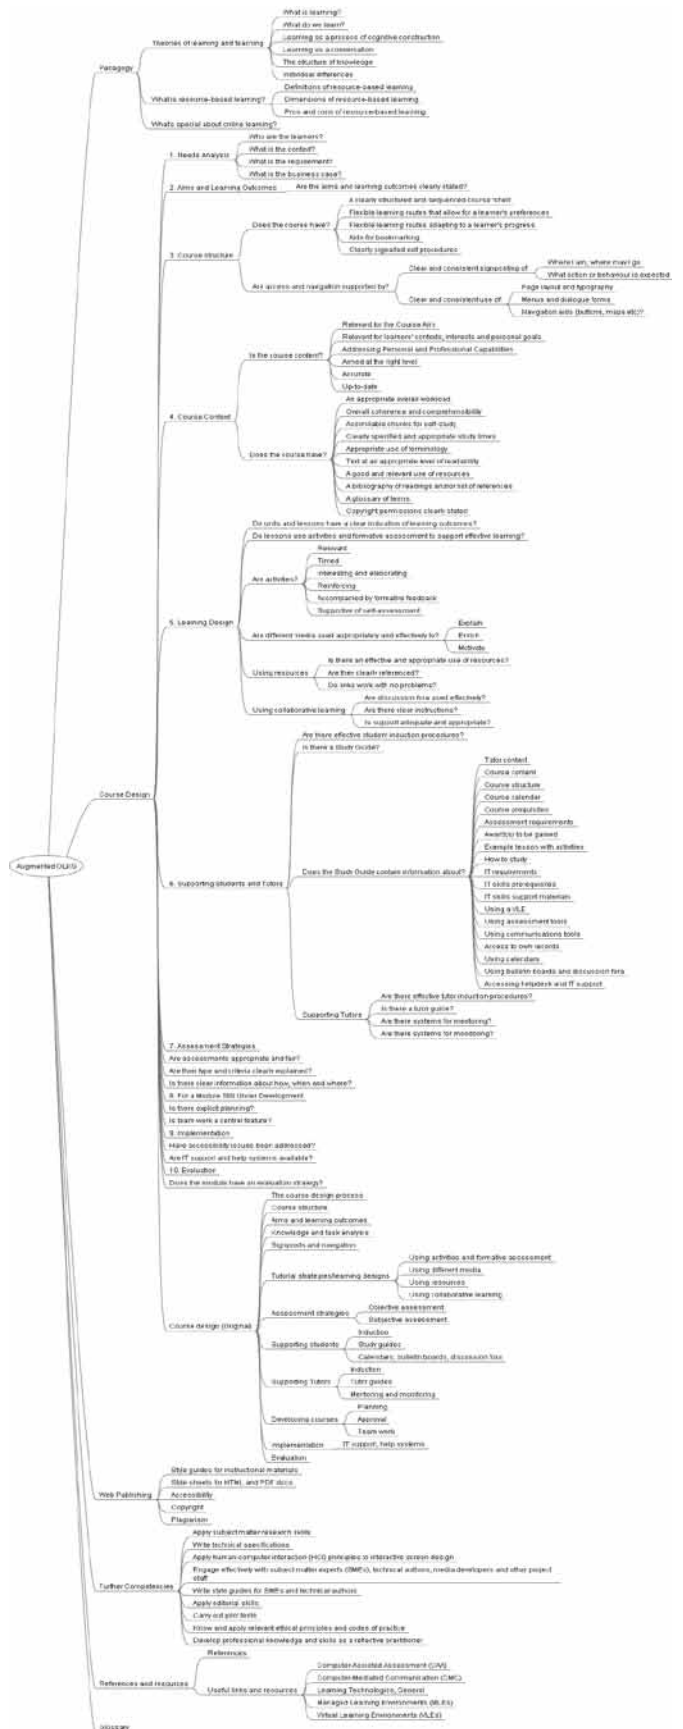 What is learning?
What do we learn?
Theories of learning and teaching
Learning as a process of cognitive construction
Learning as a conversation
The structure of knowledge
Individual differences
Pedagogy
Definitions of resource-based learning
What is resource-based learning?
Dimensions of resource-based learning
Pros and cons of resource-based learning
What's special about online learning?
Who are the learners?
1. Needs Analysis
What is the context?
What is the requirement?
What is the business case?
2. Aims and Learning Outcomes
Are the aims and learning outcomes clearly stated?
A clearly structured and sequenced course 'shell'
Flexible learning routes that allow for a learner's preferences
Does the course have?
Flexible learning routes adapting to a learner's progress
Aids for bookmarking
Clearly signalled exit procedures
3. Course structure
Where I am, where may I go
Clear and consistent signposting of
What action or behaviour is expected
Are access and navigation supported by?
Page layout and typography
Clear and consistent use of
Menus and dialogue forms
Navigation aids (buttons, maps etc)?
Relevant for the Course Aims
Relevant for learners' contexts, interests and personal goals
Is the course content?
Addressing Personal and Professional Capabilities
Aimed at the right level
Accurate
Up-to-date
4. Course Content
An appropriate overall workload
Overall coherence and comprehensibility
Assimilable chunks for self-study
Clearly specified and appropriate study times
Does the course have?
Appropriate use of terminology
Text at an appropriate level of readability
A good and relevant use of resources
A bibliography of readings and/or list of references
A glossary of terms
Copyright permissions clearly stated
Do units and lessons have a clear indication of learning outcomes?
Do lessons use activities and formative assessment to support effective learning?
Relevant
Timed
Are activities?
Interesting and elaborating
Reinforcing
Accompanied by formative feedback
Supportive of self-assessment
5. Learning Design
Explain
Are different media used appropriately and effectively to?
Enrich
Motivate
Is there an effective and appropriate use of resources?
Using resources
Are they clearly referenced?
Do links work with no problems?
Are discussion fora used effectively?
Using collaborative learning
Are there clear instructions?
Is support adequate and appropriate?
Are there effective student induction procedures?
Is there a Study Guide?
Tutor contact
Course content
Course structure
Course calendar
Course prerequisites
Assessment requirements
Award(s) to be gained
Example lesson with activities
How to study
Course Design
6. Supporting Students and Tutors
Does the Study Guide contain information about?
IT requirements
IT skills prerequisites
IT skills support materials
Using a VLE
Using assessment tools
Using communications tools
Access to own records
Using calendars
Using bulletin boards and discussion fora
Accessing helpdesk and IT support
Are there effective tutor induction procedures?
Supporting Tutors
Is there a tutor guide?
Are there systems for mentoring?
Are there systems for monitoring?
7. Assessment Strategies
Are assessments appropriate and fair?
Are their type and criteria clearly explained?
Is there clear information about how, when and where?
8. For a Module Still Under Development
Is there explicit planning?
Is team work a central feature?
9. Implementation
Have accessibility issues been addressed?
Are IT support and help systems available?
10. Evaluation
Does the module have an evaluation strategy?
The course design process
Course structure
Aims and learning outcomes
Knowledge and task analysis
Signposts and navigation
Using activities and formative assessment
Tutorial strategies/learning designs
Using different media
Using resources
Using collaborative learning
Assessment strategies
Objective assessment
Subjective assessment
Course design (Original)
Supporting students
Induction
Study guides
Calendars, bulletin boards, discussion fora
Supporting Tutors
Induction
Tutor guides
Mentoring and monitoring
Developing courses
Planning
Approval
Team work
Implementation
IT support, help systems
Evaluation
Style guides for instructional materials
Style sheets for HTML and PDF docs
Web Publishing
Accessibility
Copyright
Plagiarism
Apply subject matter research skills
Write technical specifications
Apply human-computer interaction (HCI) principles to interactive screen design
Engage effectively with subject matter experts (SMEs), technical authors, media developers and other project
staff
Further Competencies
Write style guides for SMEs and technical authors
Apply editorial skills
Carry out pilot tests
Know and apply relevant ethical principles and codes of practice
Develop professional knowledge and skills as a reflective practitioner
References
References and resources
Useful links and resources
Computer-Assisted Assessment (CAA)
Computer-Mediated Communication (CMC)
Learning Technologies, General
Managed Learning Environments (MLEs)
Virtual Learning Environments (VLEs)
Glossary